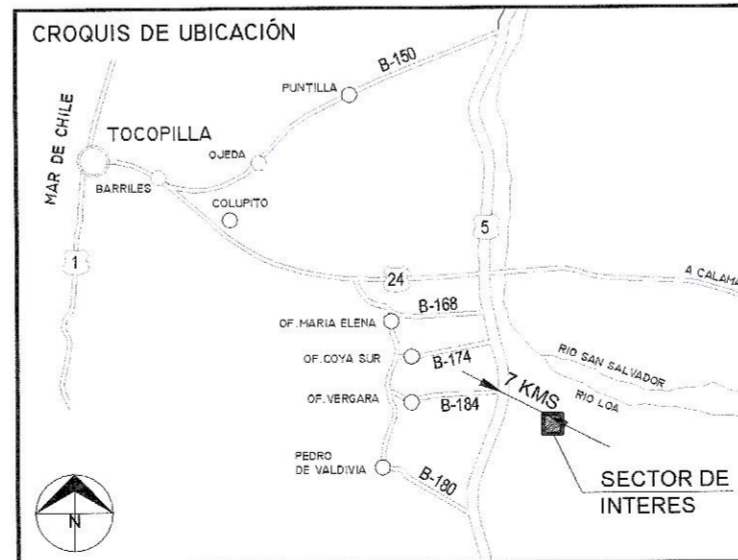 CROQUIS DE UBICACIÓN
B-150
PUNTILLA
MAR DE CHILE
TOCOPILLA
OJEDA
BARRILES
COLUPITO
5
1
24
A CALAMA
B-168
OF. MARIA ELENA
OF. COYA SUR
B-174
RIO SAN SALVADOR
7 KMS
RIO LOA
OF. VERGARA
B-184
PEDRO
DE VALDIVIA
B-180
SECTOR DE
INTERES
N